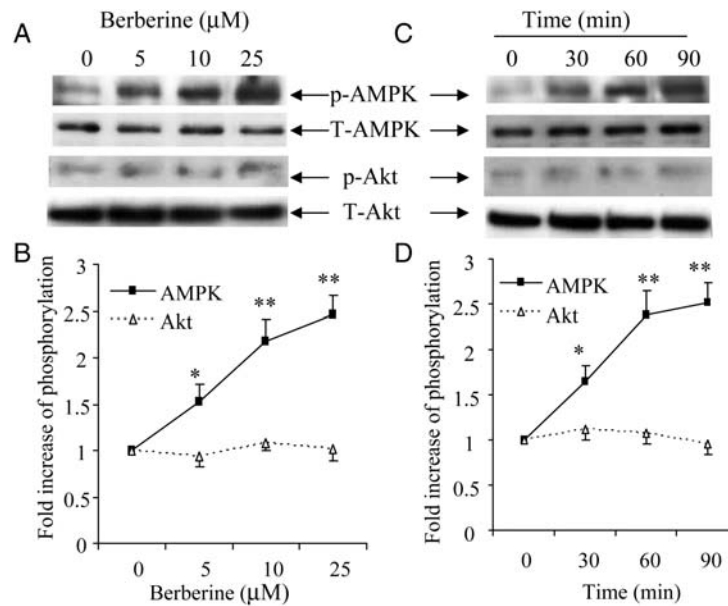 A
Berberine (µM)
0 5 10 25
C
Time (min)
0 30 60 90
p-AMPK
T-AMPK
p-Akt
T-Akt
B
Fold increase of phosphorylation
3
2.5
2
1.5
1
0.5
0
AMPK
Akt
*
**
**
0 5 10 25
Berberine (µM)
D
Fold increase of phosphorylation
3
2.5
2
1.5
1
0.5
0
AMPK
Akt
*
**
**
0 30 60 90
Time (min)